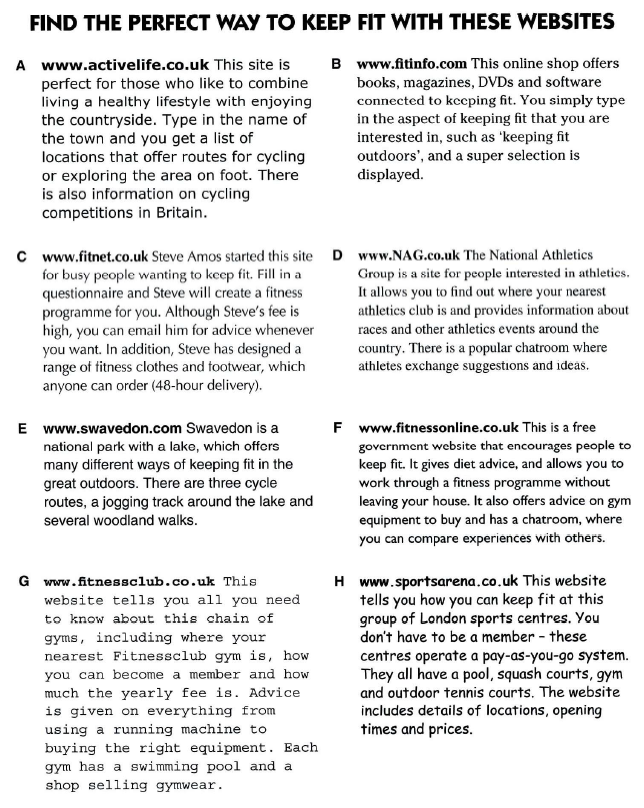 FIND THE PERFECT WAY TO KEEP FIT WITH THESE WEBSITES
A www.activelife.co.uk This site is
perfect for those who like to combine
living a healthy lifestyle with enjoying
the countryside. Type in the name of
the town and you get a list of
locations that offer routes for cycling
or exploring the area on foot. There
is also information on cycling
competitions in Britain.
B www.fitinfo.com This online shop offers
books, magazines, DVDs and software
connected to keeping fit. You simply type
in the aspect of keeping fit that you are
interested in, such as ‘keeping fit
outdoors’, and a super selection is
displayed.
C www.fitnet.co.uk Steve Amos started this site
for busy people wanting to keep fit. Fill in a
questionnaire and Steve will create a fitness
programme for you. Although Steve’s fee is
high, you can email him for advice whenever
you want. In addition, Steve has designed a
range of fitness clothes and footwear, which
anyone can order (48-hour delivery).
D www.NAG.co.uk The National Athletics
Group is a site for people interested in athletics.
It allows you to find out where your nearest
athletics club is and provides information about
races and other athletics events around the
country. There is a popular chatroom where
athletes exchange suggestions and ideas.
E www.swavedon.com Swavedon is a
national park with a lake, which offers
many different ways of keeping fit in the
great outdoors. There are three cycle
routes, a jogging track around the lake and
several woodland walks.
F www.fitnessonline.co.uk This is a free
government website that encourages people to
keep fit. It gives diet advice, and allows you to
work through a fitness programme without
leaving your house. It also offers advice on gym
equipment to buy and has a chatroom, where
you can compare experiences with others.
G www.fitnessclub.co.uk This
website tells you all you need
to know about this chain of
gyms, including where your
nearest Fitnessclub gym is, how
you can become a member and how
much the yearly fee is. Advice
is given on everything from
using a running machine to
buying the right equipment. Each
gym has a swimming pool and a
shop selling gymwear.
H www.sportsarena.co.uk This website
tells you how you can keep fit at this
group of London sports centres. You
don’t have to be a member – these
centres operate a pay-as-you-go system.
They all have a pool, squash courts, gym
and outdoor tennis courts. The website
includes details of locations, opening
times and prices.